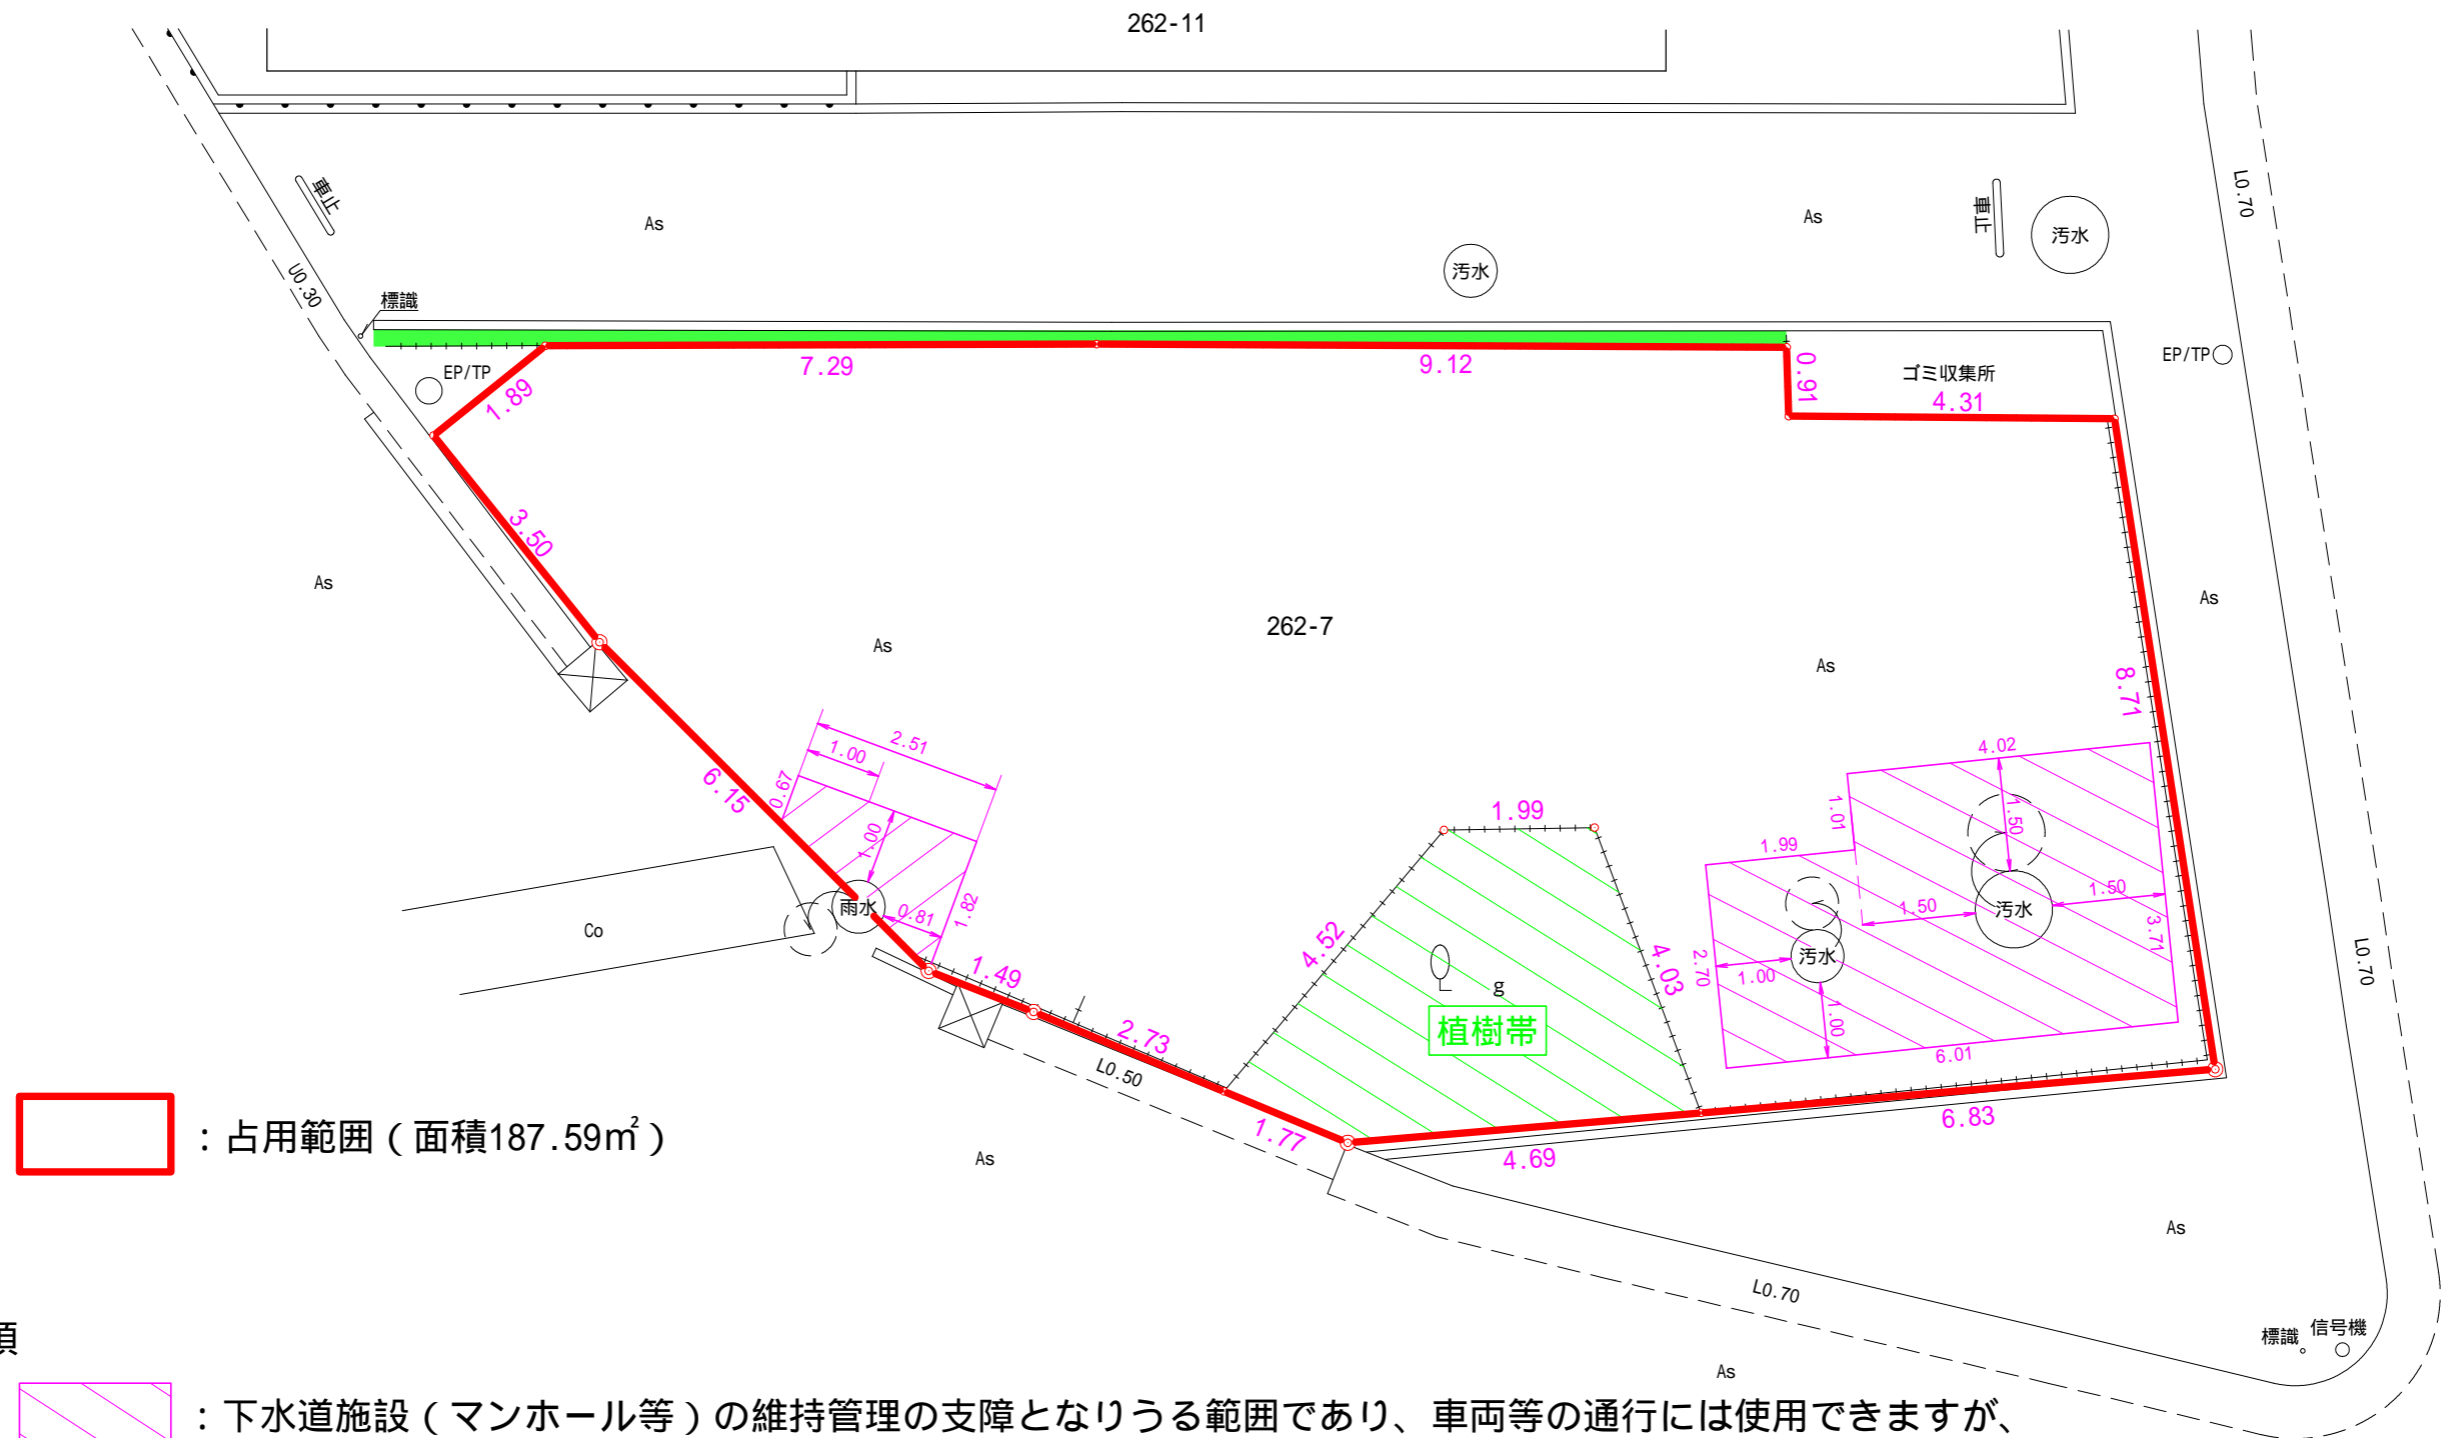 262-11
車止
As
As
車止
汚水
L0.70
汚水
U0.30
標識
EP/TP
EP/TP
1.89
7.29
9.12
0.91
ゴミ収集所
4.31
3.50
As
As
262-7
As
As
8.71
2.51
1.00
0.67
6.15
1.00
4.02
1.01
1.50
1.99
1.99
雨水
0.81
1.82
Co
4.52
4.03
1.50
汚水
1.50
3.71
2.70
汚水
1.00
1.00
L0.70
1.49
g
植樹帯
2.73
6.01
L0.50
1.77
6.83
4.69
:占用範囲(面積187.59㎡)
As
As
L0.70
標識
信号機
項
As
:下水道施設(マンホール等)の維持管理の支障となりうる範囲であり、車両等の通行には使用できますが、